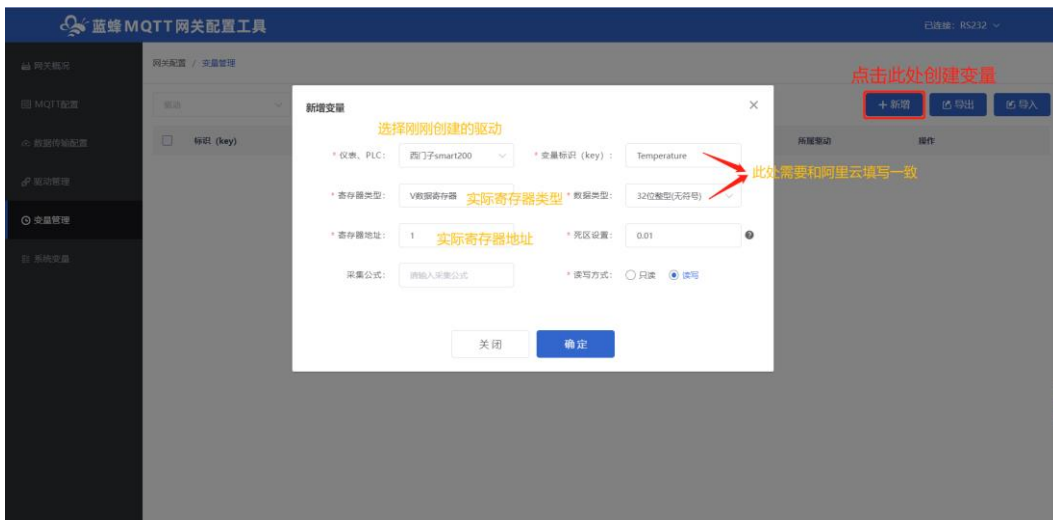 蓝蜂MQTT网关配置工具
已连接: RS232
网关概况
网关配置 / 变量管理
点击此处创建变量
MQTT配置
驱动
新增变量
+ 新增
导出
导入
选择刚刚创建的驱动
数据传输配置
标识 (key)
所属驱动
操作
* 仪表、PLC:
西门子smart200
* 变量标识 (key) :
Temperature
此处需要和阿里云填写一致
驱动管理
* 寄存器类型:
V数据寄存器
实际寄存器类型
* 数据类型:
32位整型(无符号)
变量管理
* 寄存器地址:
1
实际寄存器地址
* 死区设置:
0.01
系统变量
采集公式:
请输入采集公式
* 读写方式:
只读
读写
关闭
确定